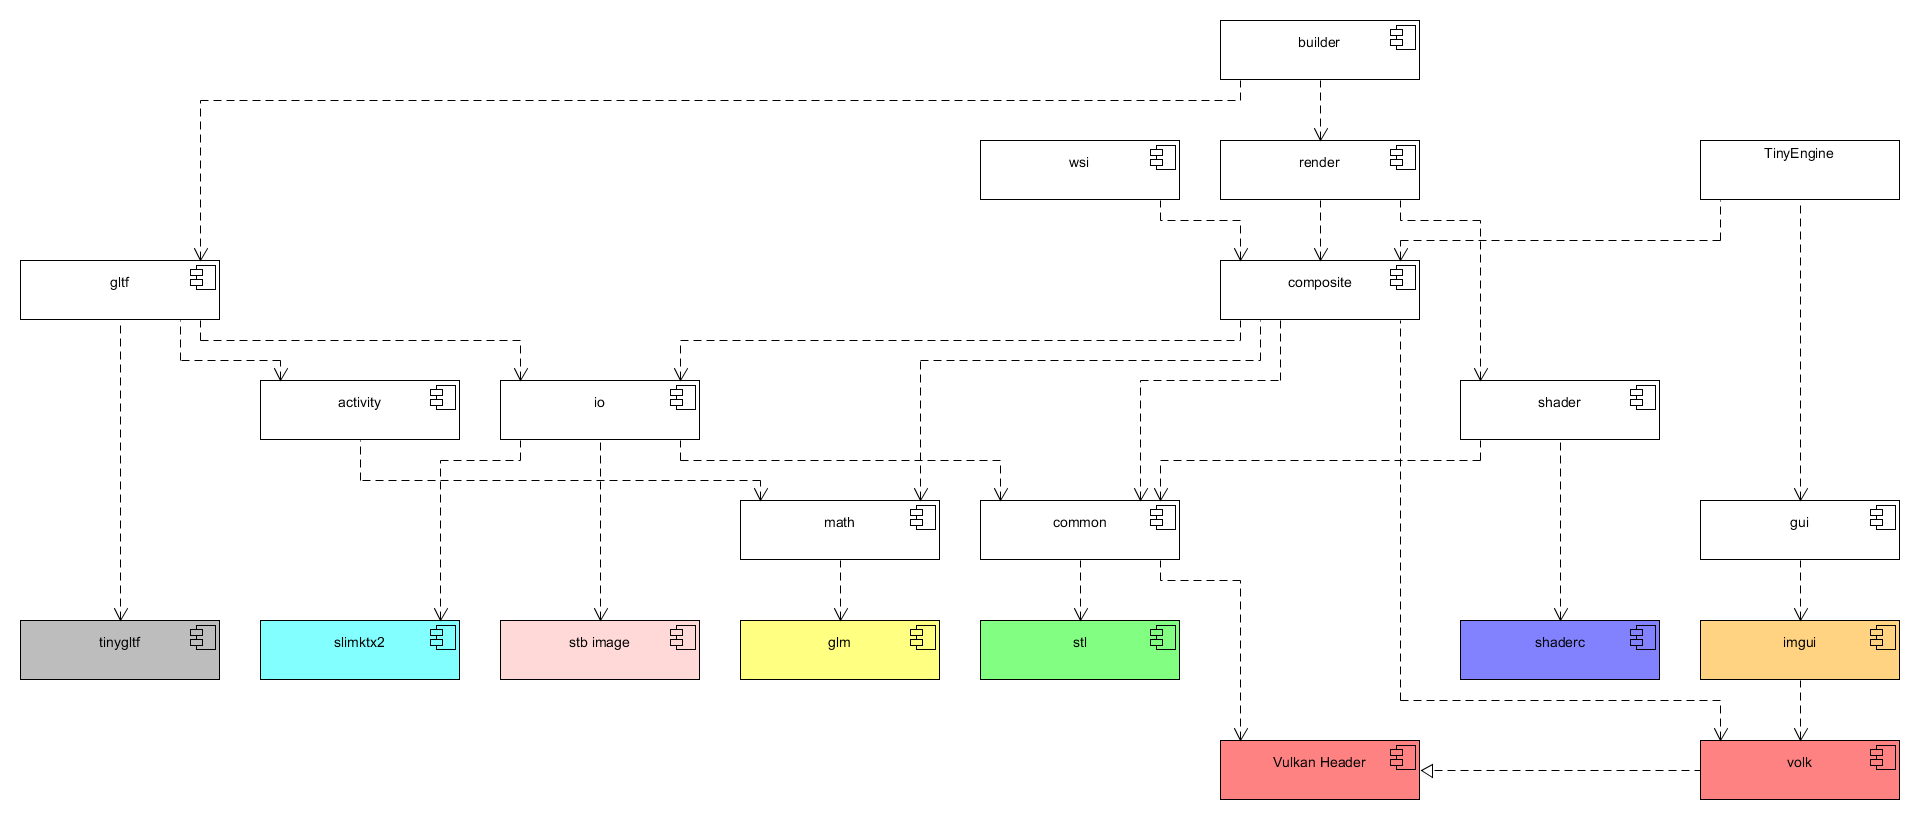 builder
wsi
render
TinyEngine
gltf
composite
activity
io
shader
math
common
gui
tinygltf
slimktx2
stb image
glm
stl
shaderc
imgui
Vulkan Header
volk